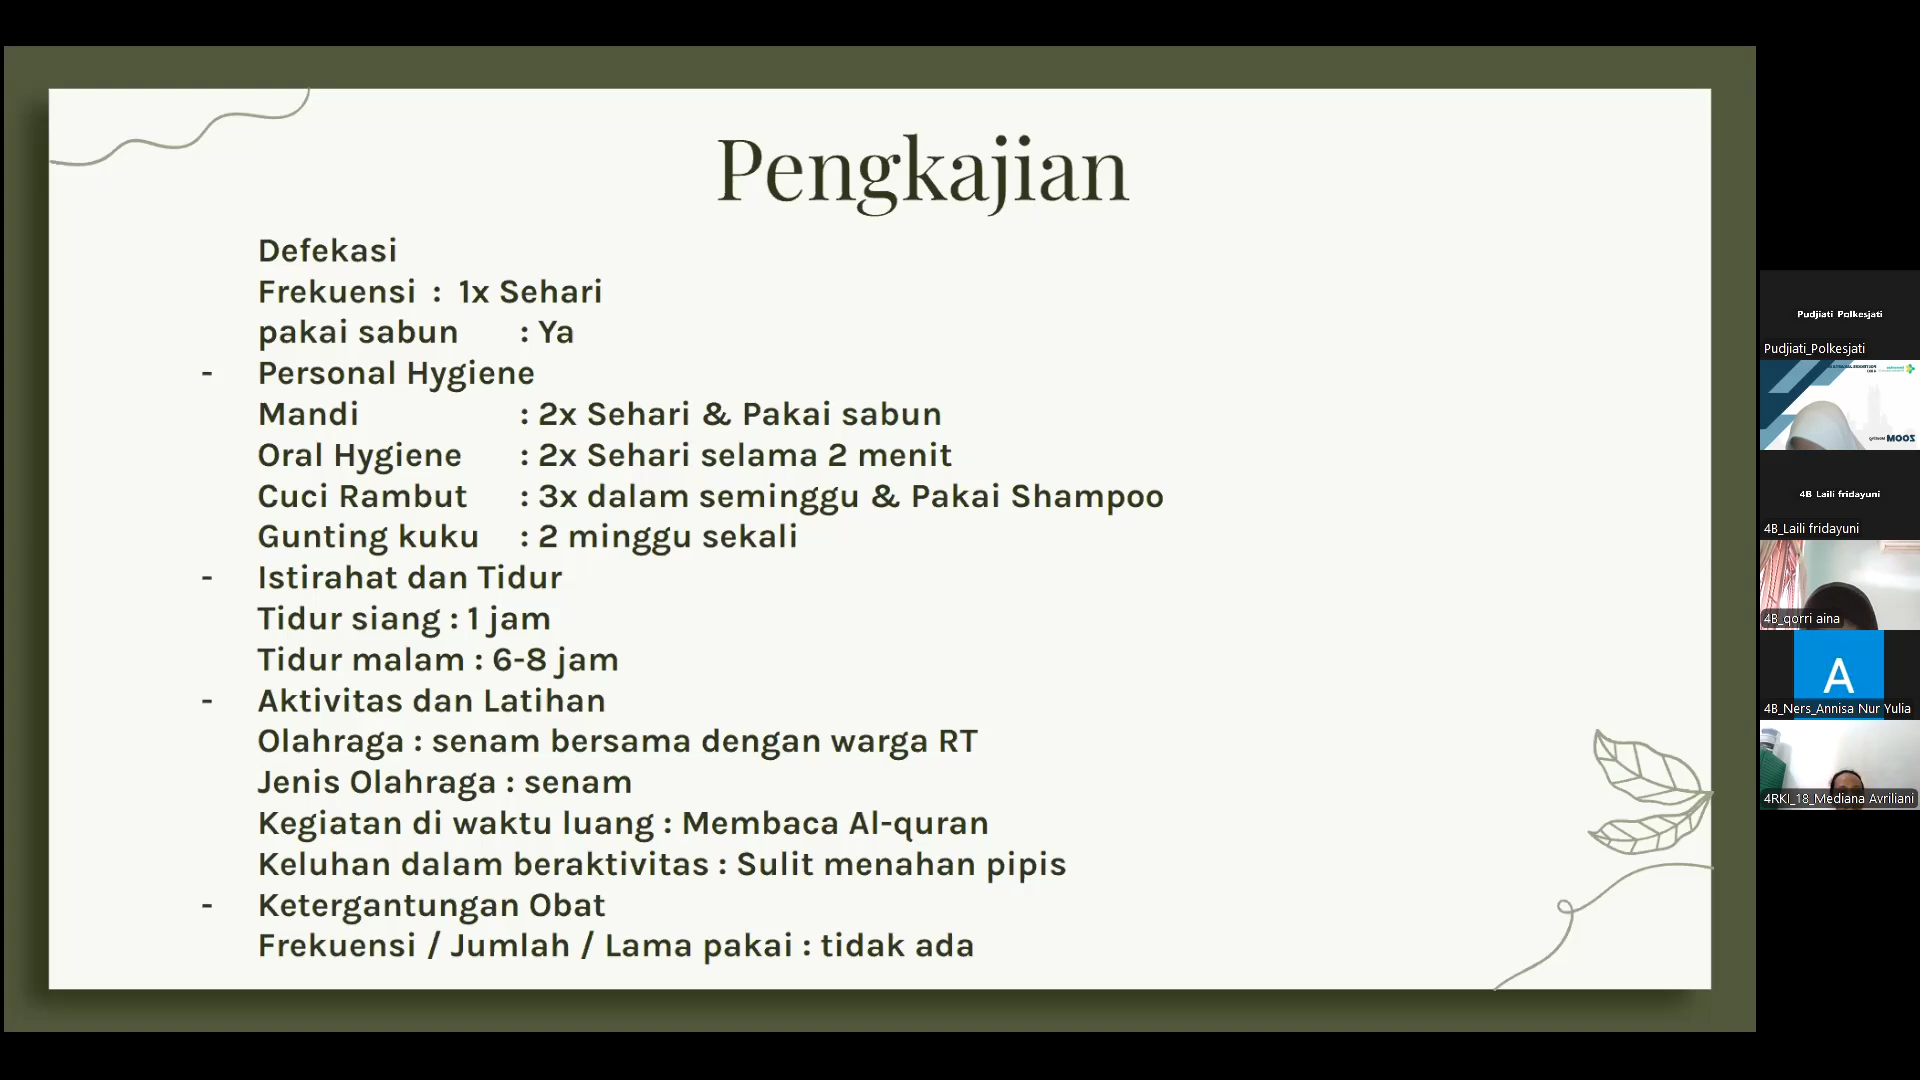 Pengkajian
Defekasi
Frekuensi : 1x Sehari
pakai sabun : Ya
- Personal Hygiene
Mandi : 2x Sehari & Pakai sabun
Oral Hygiene : 2x Sehari selama 2 menit
Cuci Rambut : 3x dalam seminggu & Pakai Shampoo
Gunting kuku : 2 minggu sekali
- Istirahat dan Tidur
Tidur siang : 1 jam
Tidur malam : 6-8 jam
- Aktivitas dan Latihan
Olahraga : senam bersama dengan warga RT
Jenis Olahraga : senam
Kegiatan di waktu luang : Membaca Al-quran
Keluhan dalam beraktivitas : Sulit menahan pipis
- Ketergantungan Obat
Frekuensi / Jumlah / Lama pakai : tidak ada
Pudjiati Polkesjati
Pudjiati_Polkesjati
ZOOM
4B Laili fridayuni
4B_Laili fridayuni
4B_qorri aina
A
4B_Ners_Annisa Nur Yulia
4RKI_18_Mediana Avriliani